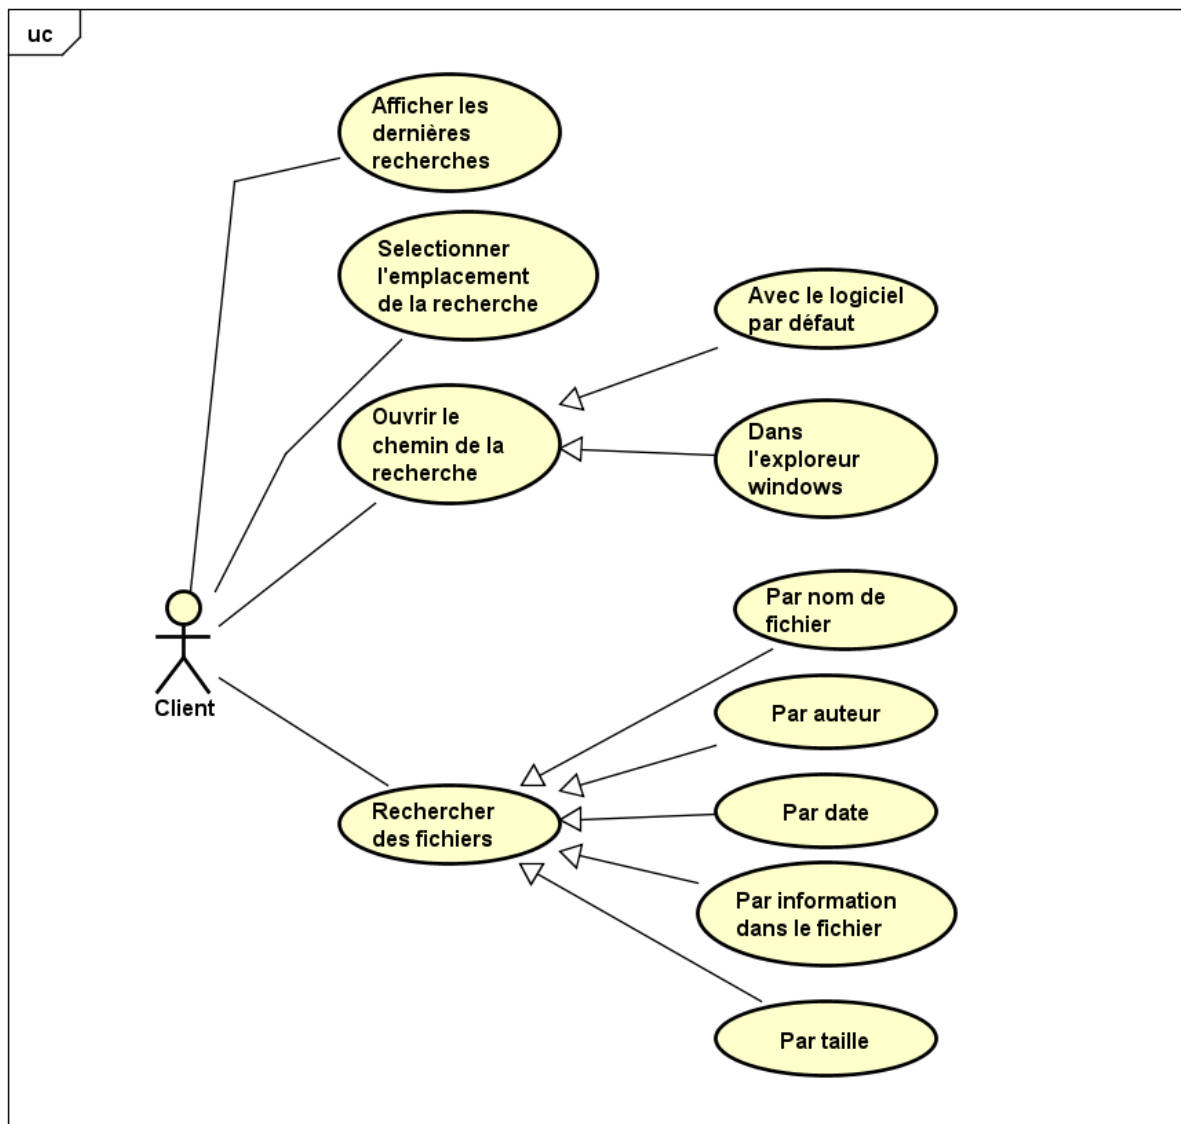 uc
Afficher les
dernières
recherches
Selectionner
l'emplacement
de la recherche
Avec le logiciel
par défaut
Ouvrir le
chemin de la
recherche
Dans
l'exploreur
windows
Par nom de
fichier
Client
Par auteur
Rechercher
des fichiers
Par date
Par information
dans le fichier
Par taille